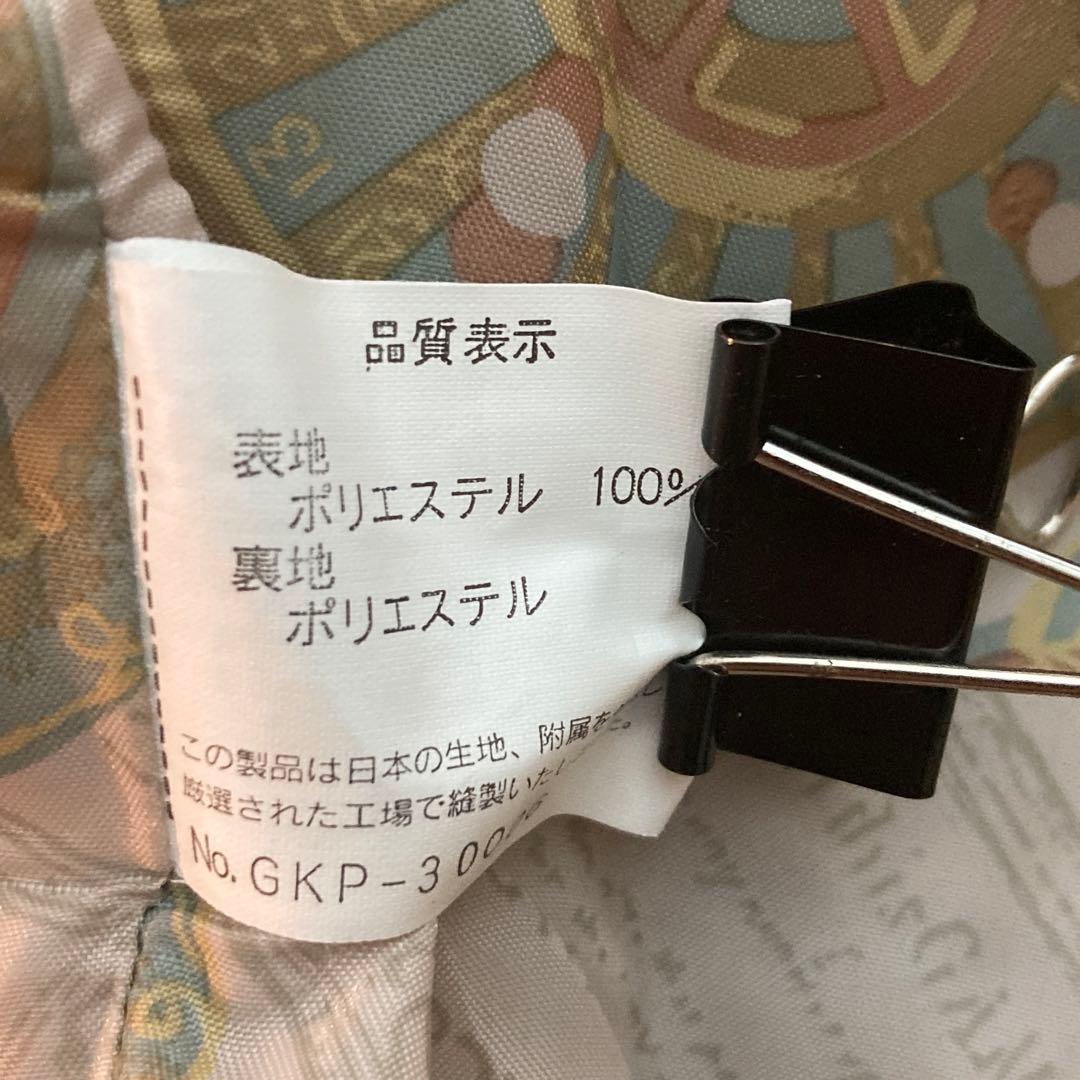 品質表示
表地
ポリエステル 100%
裏地
ポリエステル
この製品は日本の生地、附属を
厳選された工場で縫製いたし
No.GKP-300
13